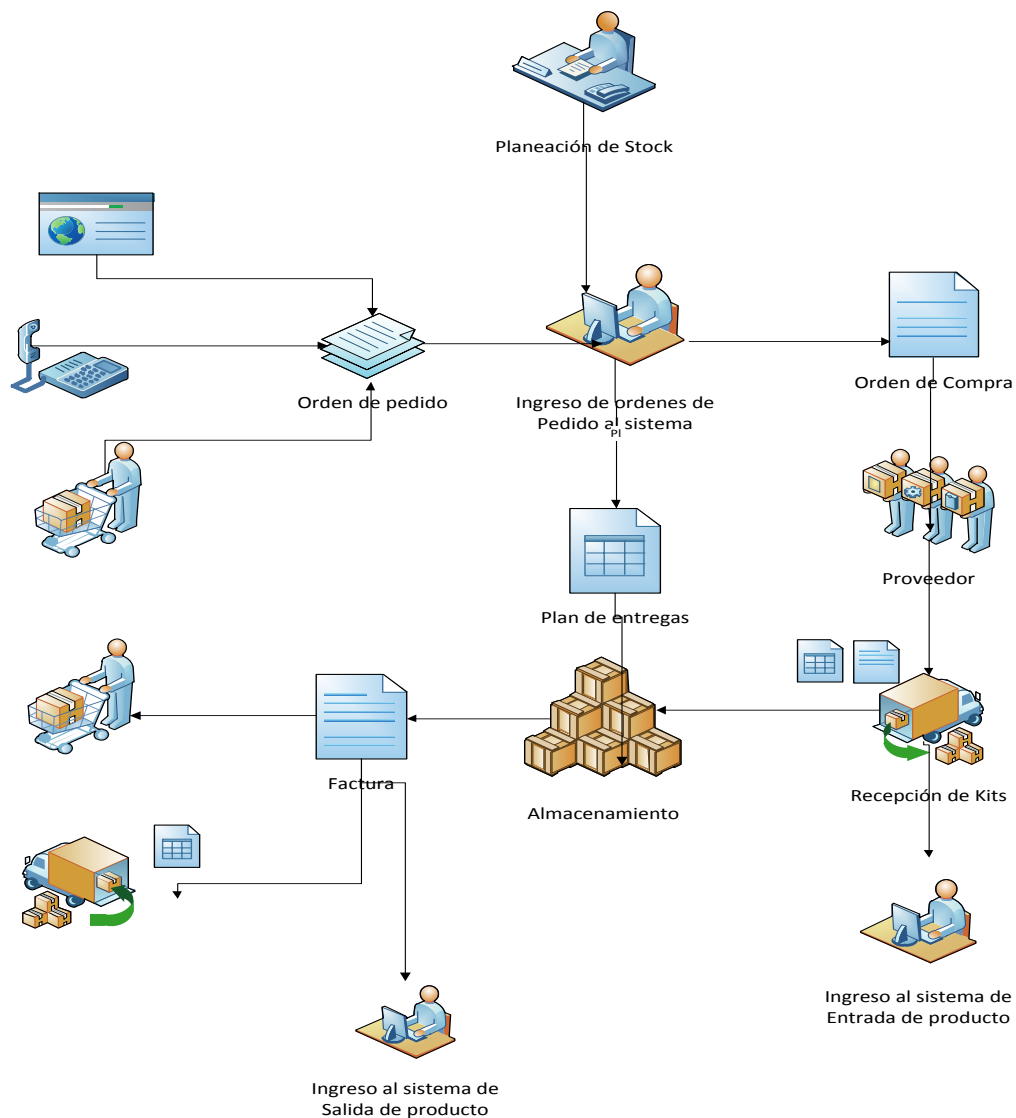 Planeación de Stock
Orden de pedido
Ingreso de ordenes de
Pedido al sistema
Pl
Orden de Compra
Proveedor
Plan de entregas
Factura
Almacenamiento
Recepción de Kits
Ingreso al sistema de
Entrada de producto
Ingreso al sistema de
Salida de producto